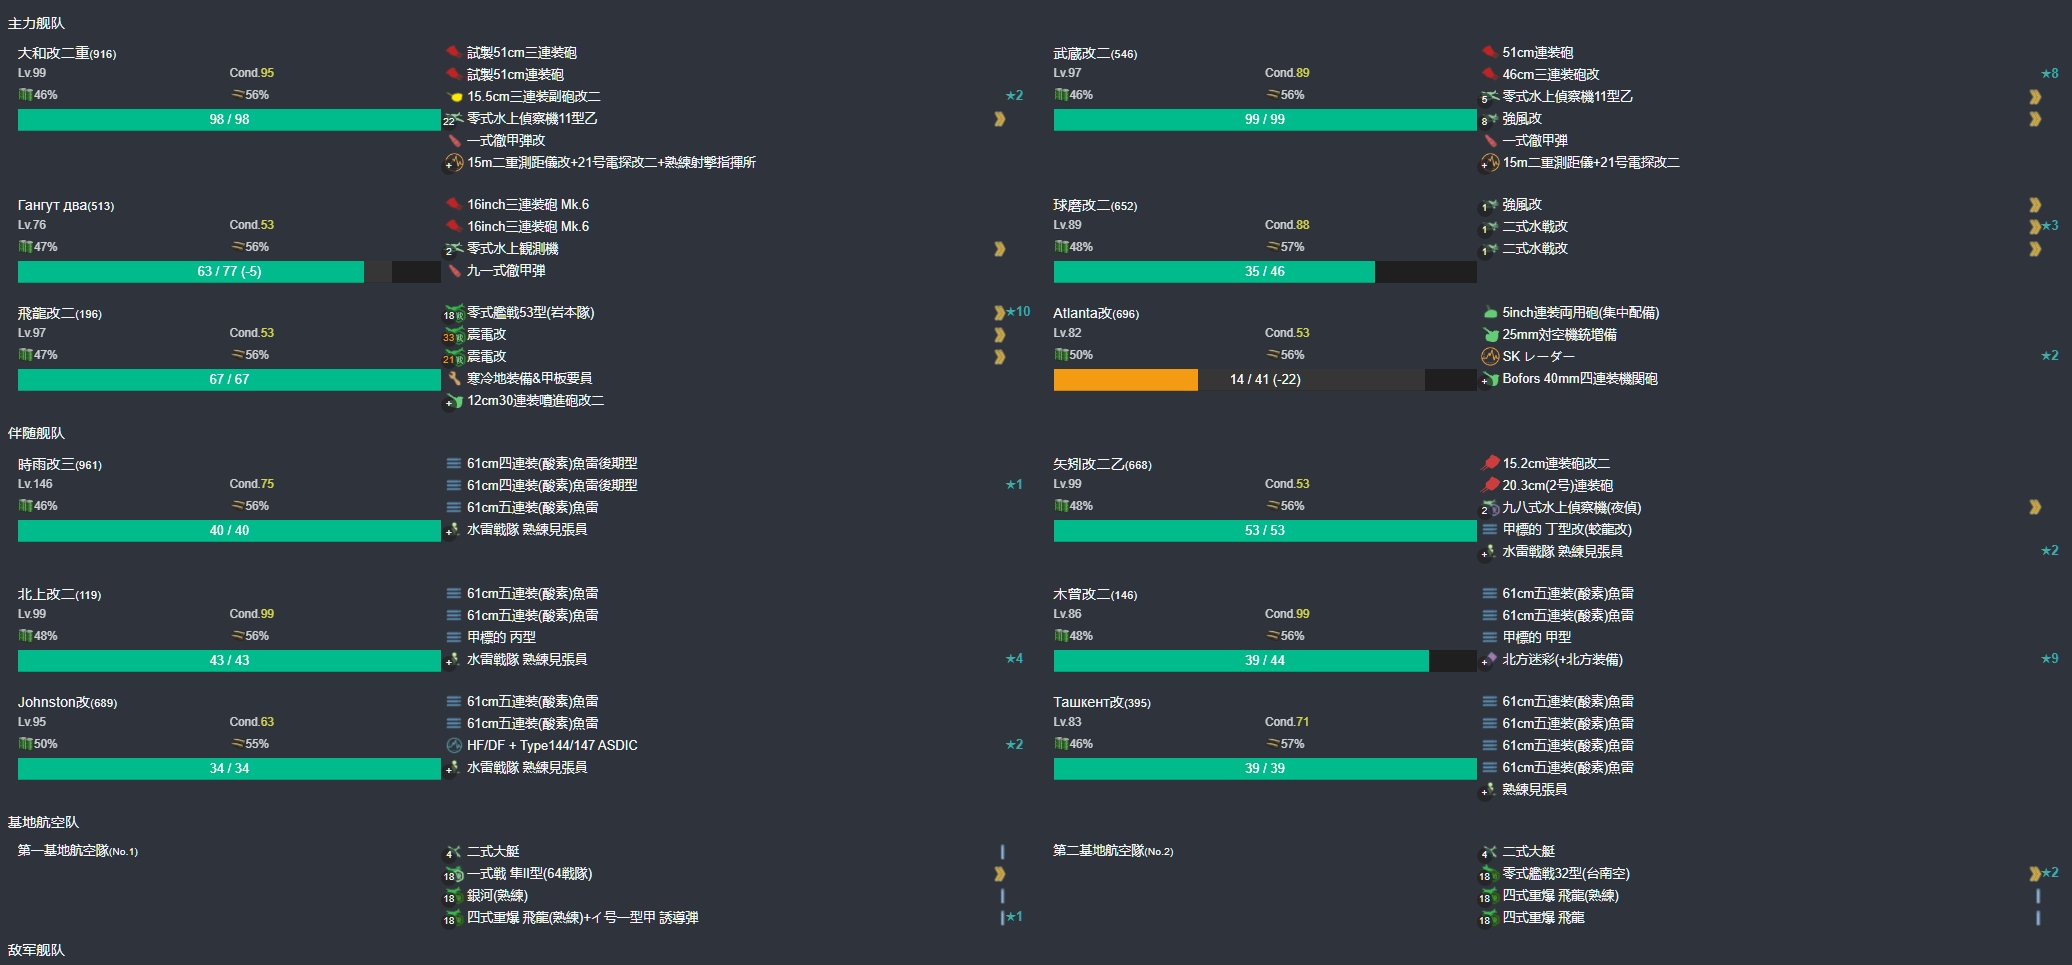 主力舰队
大和改二重(916)
Lv.99 Cond.95
46% 56%
98 / 98
試製51cm三連装砲
試製51cm連装砲
15.5cm三連装副砲改二 ★2
22 零式水上偵察機11型乙
一式徹甲弾改
+ 15m二重測距儀改+21号電探改二+熟練射撃指揮所
武蔵改二(546)
Lv.97 Cond.89
46% 56%
99 / 99
51cm連装砲
46cm三連装砲改 ★8
5 零式水上偵察機11型乙
8 強風改
一式徹甲弾
+ 15m二重測距儀+21号電探改二
Гангут два(513)
Lv.76 Cond.53
47% 56%
63 / 77 (-5)
16inch三連装砲 Mk.6
16inch三連装砲 Mk.6
2 零式水上観測機
九一式徹甲弾
球磨改二(652)
Lv.89 Cond.88
48% 57%
35 / 46
1 強風改
1 二式水戦改 ★3
1 二式水戦改
飛龍改二(196)
Lv.97 Cond.53
47% 56%
67 / 67
18 零式艦戦53型(岩本隊) ★10
33 震電改
21 震電改
寒冷地装備&甲板要員
+ 12cm30連装噴進砲改二
Atlanta改(696)
Lv.82 Cond.53
50% 56%
14 / 41 (-22)
5inch連装両用砲(集中配備)
25mm対空機銃増備
SK レーダー ★2
+ Bofors 40mm四連装機関砲
伴随舰队
時雨改三(961)
Lv.146 Cond.75
46% 56%
40 / 40
61cm四連装(酸素)魚雷後期型
61cm四連装(酸素)魚雷後期型 ★1
61cm五連装(酸素)魚雷
+ 水雷戦隊 熟練見張員
矢矧改二乙(668)
Lv.99 Cond.53
48% 56%
53 / 53
15.2cm連装砲改二
20.3cm(2号)連装砲
2 九八式水上偵察機(夜偵)
甲標的 丁型改(蛟龍改)
+ 水雷戦隊 熟練見張員 ★2
北上改二(119)
Lv.99 Cond.99
48% 56%
43 / 43
61cm五連装(酸素)魚雷
61cm五連装(酸素)魚雷
甲標的 丙型
+ 水雷戦隊 熟練見張員 ★4
木曾改二(146)
Lv.86 Cond.99
48% 56%
39 / 44
61cm五連装(酸素)魚雷
61cm五連装(酸素)魚雷
甲標的 甲型
+ 北方迷彩(+北方装備) ★9
Johnston改(689)
Lv.95 Cond.63
50% 55%
34 / 34
61cm五連装(酸素)魚雷
61cm五連装(酸素)魚雷
HF/DF + Type144/147 ASDIC ★2
+ 水雷戦隊 熟練見張員
Ташкент改(395)
Lv.83 Cond.71
46% 57%
39 / 39
61cm五連装(酸素)魚雷
61cm五連装(酸素)魚雷
61cm五連装(酸素)魚雷
61cm五連装(酸素)魚雷
+ 熟練見張員
基地航空队
第一基地航空隊(No.1)
4 二式大艇
18 一式戦 隼II型(64戦隊)
18 銀河(熟練)
18 四式重爆 飛龍(熟練)+イ号一型甲 誘導弾 ★1
第二基地航空隊(No.2)
4 二式大艇
18 零式艦戦32型(台南空) ★2
18 四式重爆 飛龍(熟練)
18 四式重爆 飛龍
敌军舰队